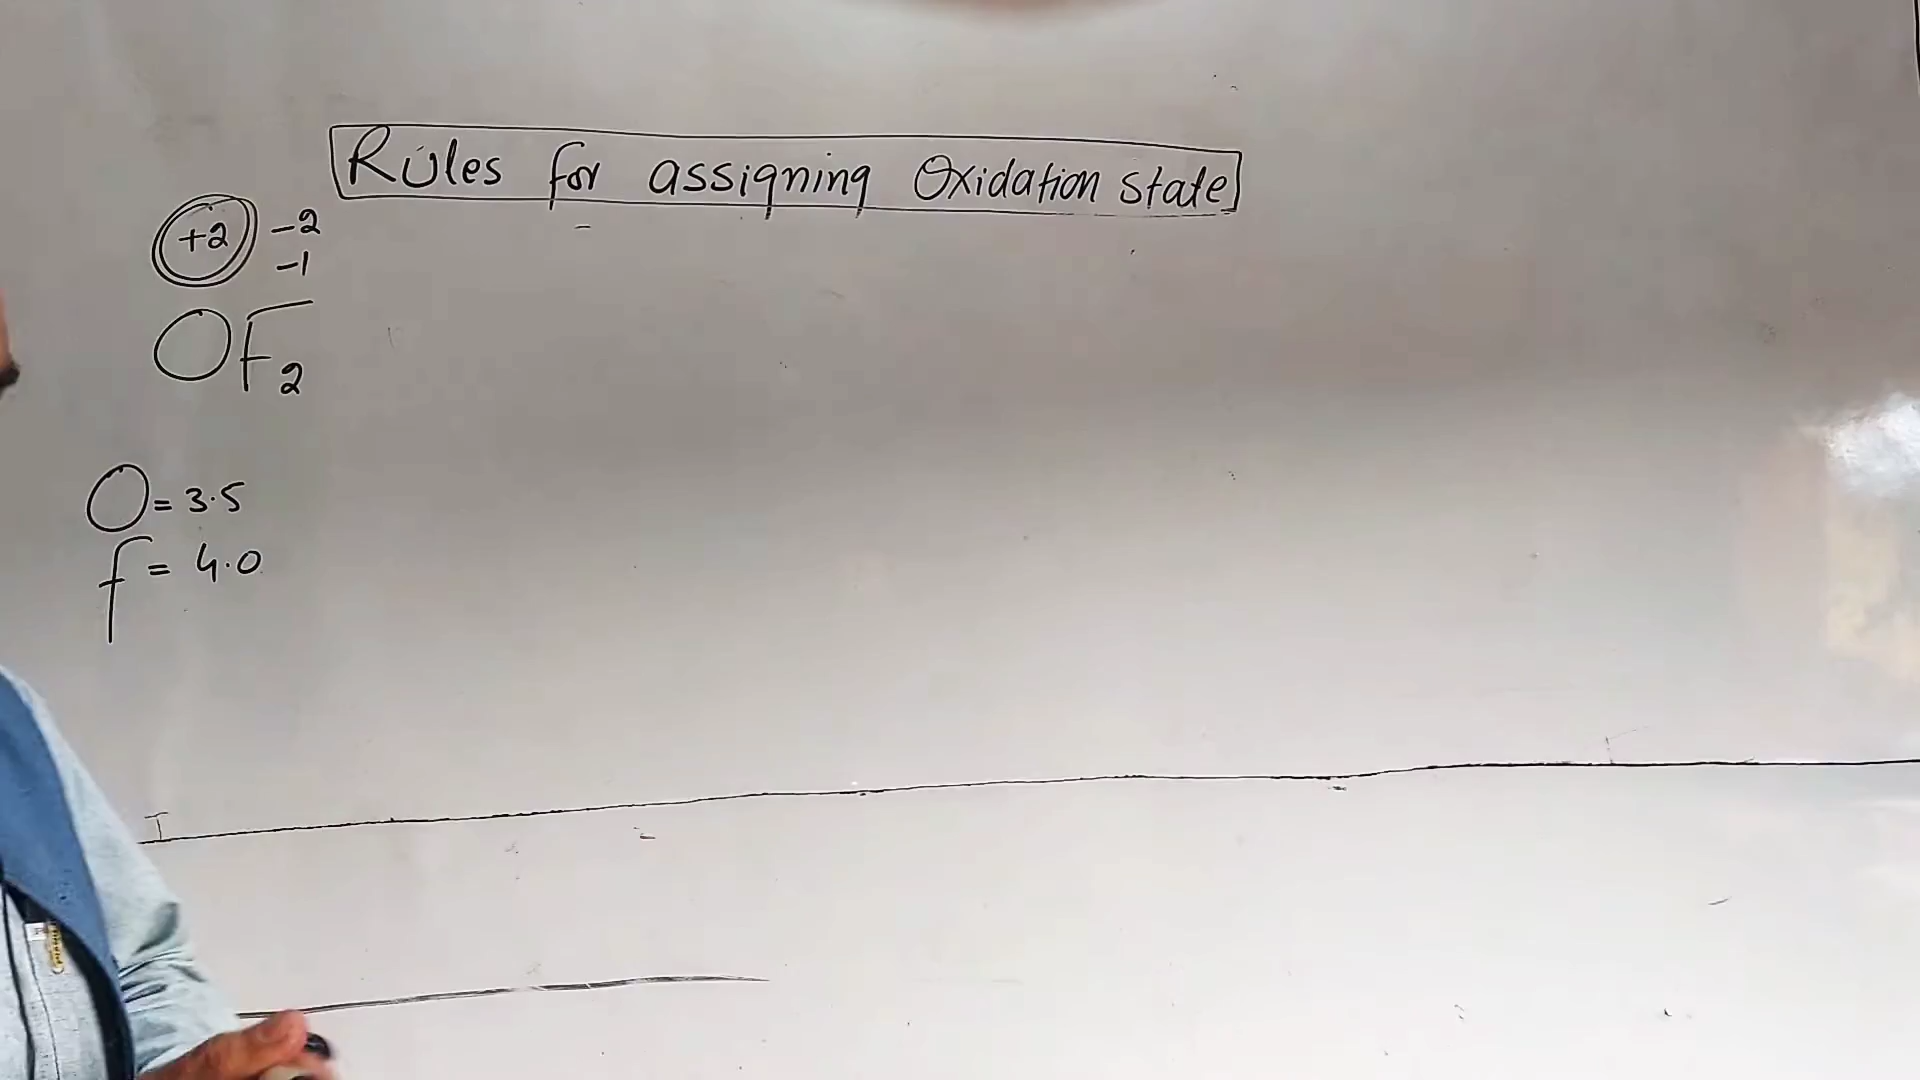 Rules for assigning Oxidation state
+2 -2
-1
OF2
O = 3.5
f = 4.0